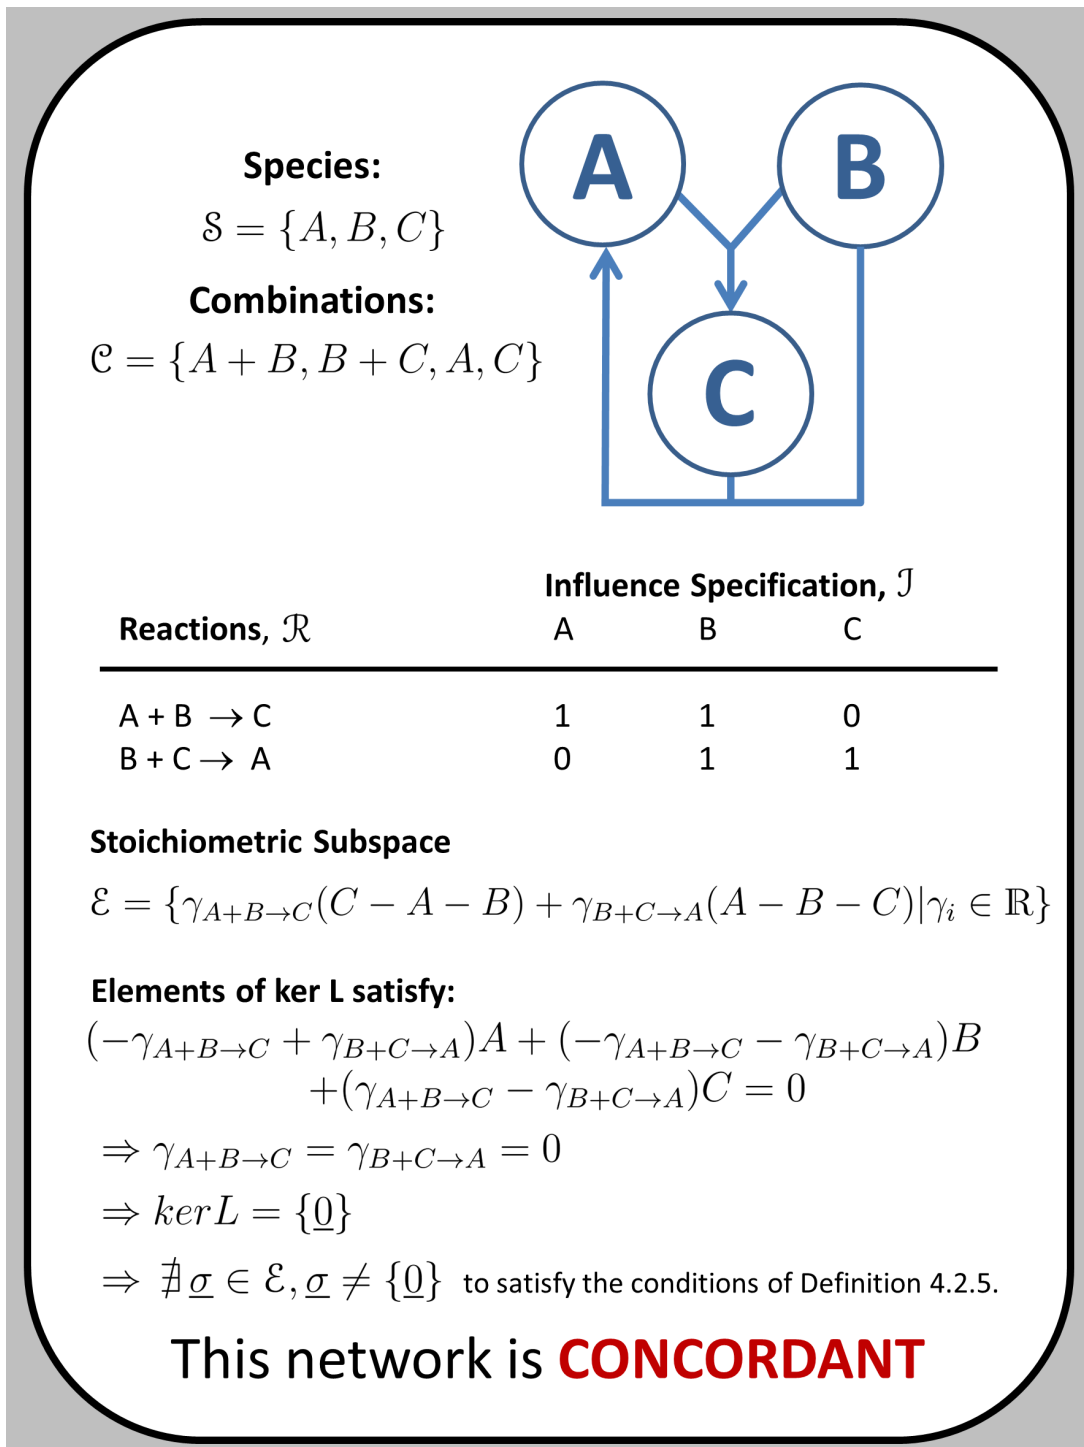 A B
Species:
𝒮 = {A, B, C}
Combinations:
𝒞 = {A + B, B + C, A, C}
C
Influence Specification, ℐ
Reactions, ℛ A B C
A + B → C 1 1 0
B + C → A 0 1 1
Stoichiometric Subspace
ℰ = {γ_{A+B→C}(C − A − B) + γ_{B+C→A}(A − B − C)|γ_i ∈ ℝ}
Elements of ker L satisfy:
(−γ_{A+B→C} + γ_{B+C→A})A + (−γ_{A+B→C} − γ_{B+C→A})B
+(γ_{A+B→C} − γ_{B+C→A})C = 0
⇒ γ_{A+B→C} = γ_{B+C→A} = 0
⇒ kerL = {0̲}
⇒ ∄ σ̲ ∈ ℰ, σ̲ ≠ {0̲} to satisfy the conditions of Definition 4.2.5.
This network is CONCORDANT